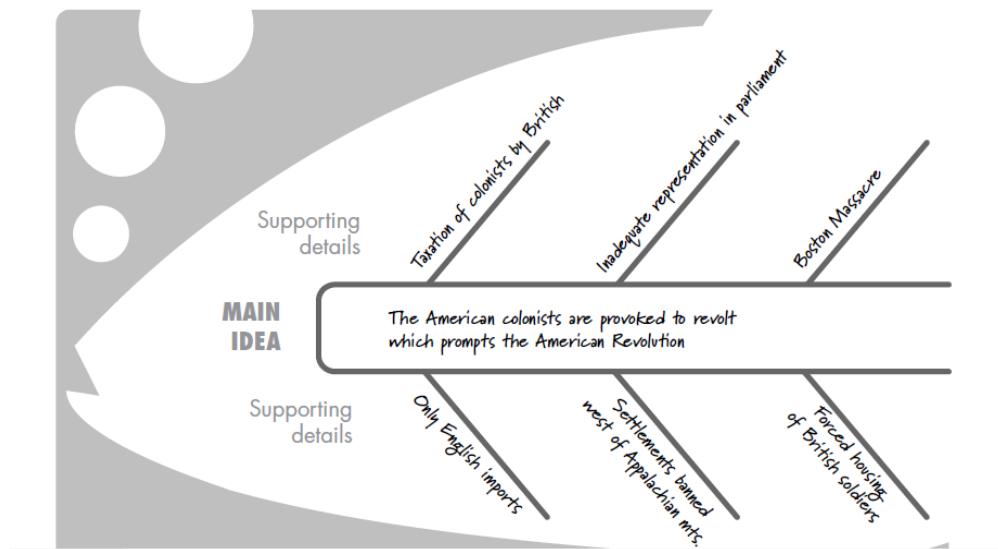 Taxation of colonists by British
Inadequate representation in parliament
Boston Massacre
Supporting
details
MAIN
IDEA
The American colonists are provoked to revolt
which prompts the American Revolution
Supporting
details
Only English imports
Settlements banned
west of Appalachian mts.
Forced housing
of British soldiers